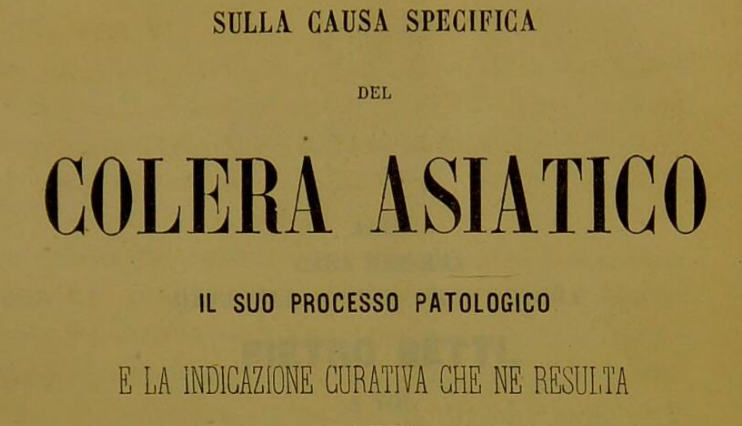 SULLA CAUSA SPECIFICA
DEL
COLERA ASIATICO
IL SUO PROCESSO PATOLOGICO
E LA INDICAZIONE CURATIVA CHE NE RESULTA